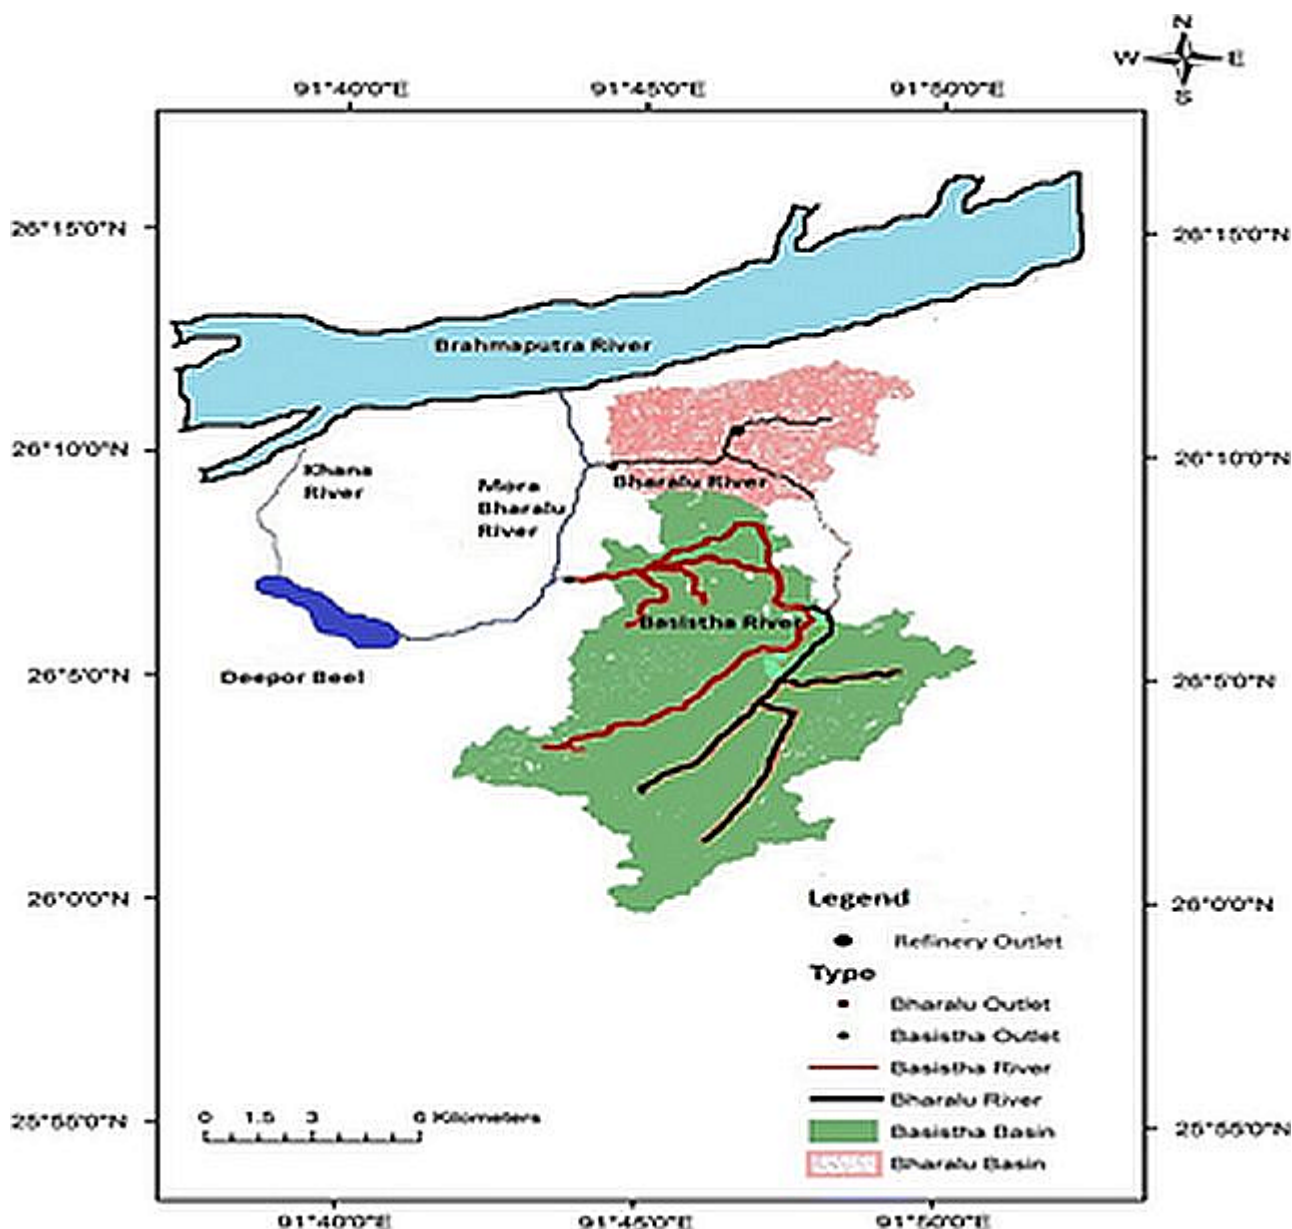 N
W E
S
91°40'0"E 91°45'0"E 91°50'0"E
26°15'0"N 26°15'0"N
Brahmaputra River
26°10'0"N 26°10'0"N
Khana
River
Mora
Bharalu
River
Bharalu River
Basistha River
Deepor Beel
26°5'0"N 26°5'0"N
26°0'0"N 26°0'0"N
Legend
Refinery Outlet
Type
Bharalu Outlet
Basistha Outlet
Basistha River
Bharalu River
Basistha Basin
Bharalu Basin
0 1.5 3 6 Kilometers
25°55'0"N 25°55'0"N
91°40'0"E 91°45'0"E 91°50'0"E